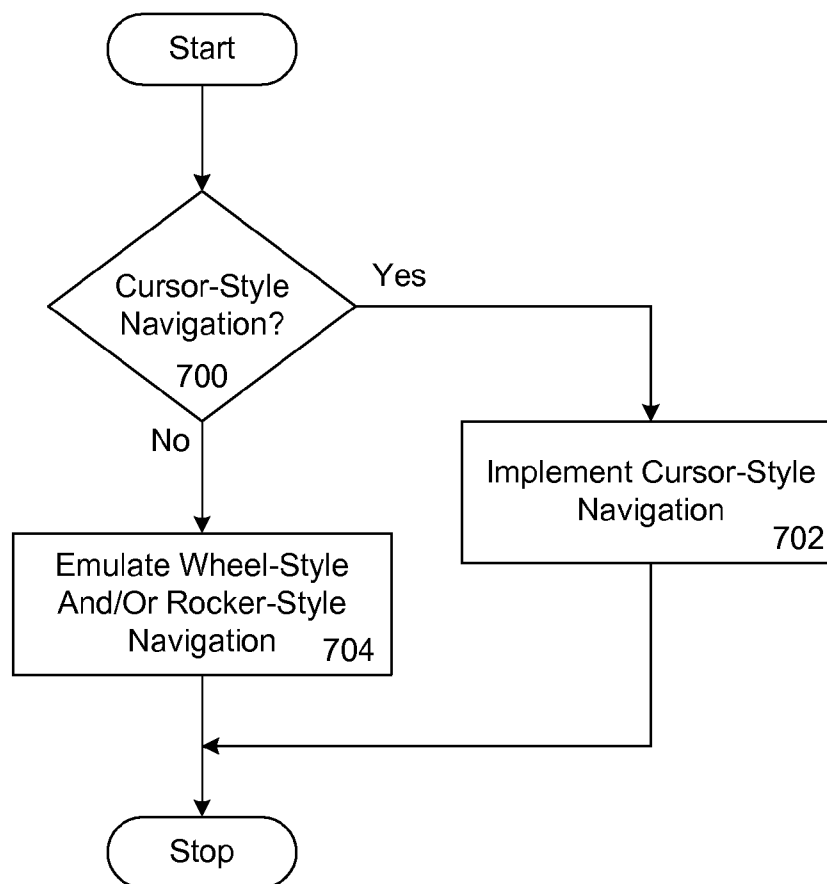 Start
Cursor-Style
Navigation?
700
Yes
No
Implement Cursor-Style
Navigation
702
Emulate Wheel-Style
And/Or Rocker-Style
Navigation
704
Stop